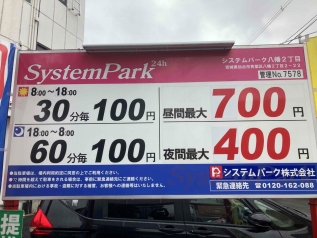 SystemPark 24h
システムパーク八幡2丁目
管理No.7578
8:00~18:00
30分毎100円
昼間最大700円
18:00~8:00
60分毎100円
夜間最大400円
システムパーク株式会社
緊急連絡先 0120-162-088
提